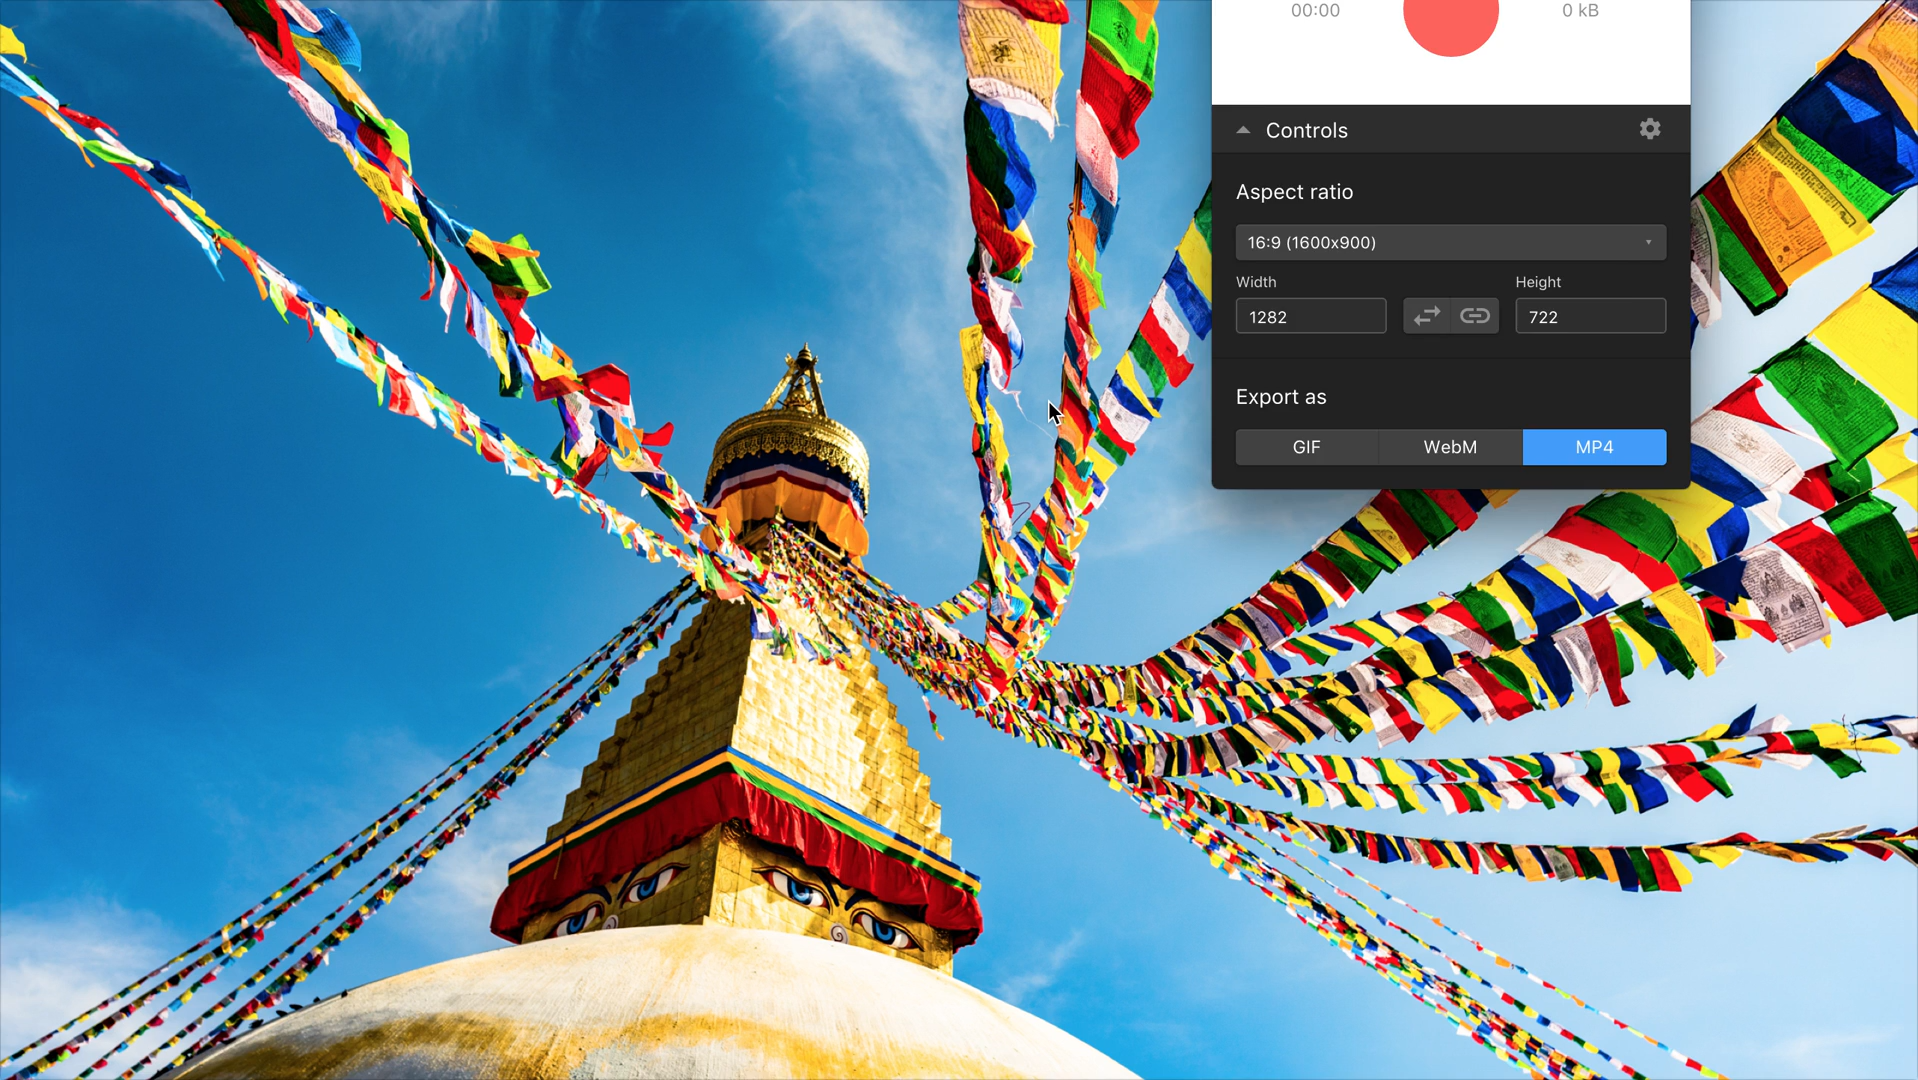 00:00 0 kB
Controls
Aspect ratio
16:9 (1600x900)
Width Height
1282 722
Export as
GIF WebM MP4